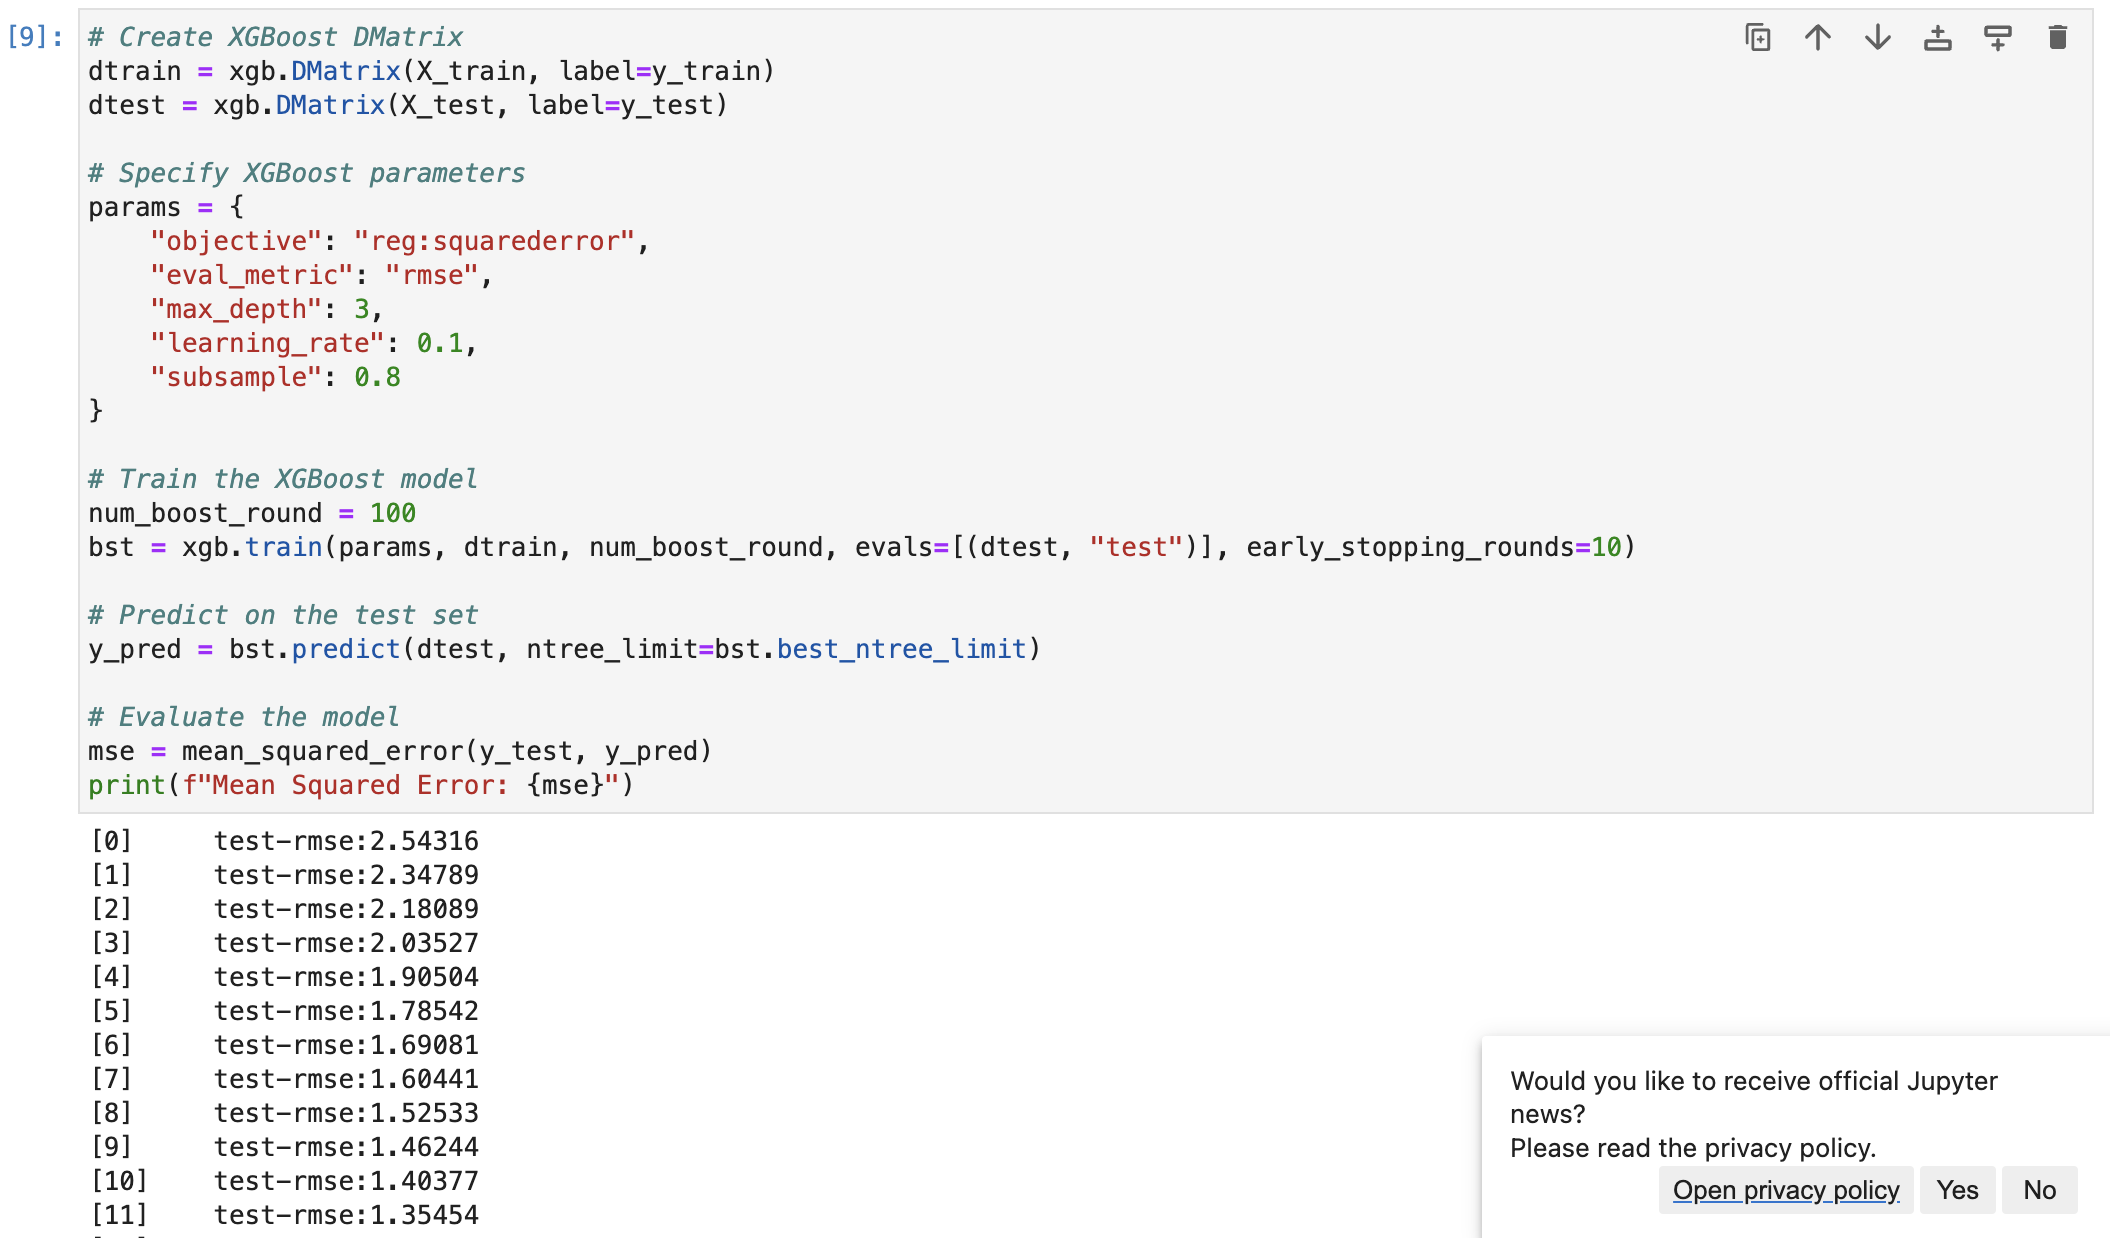 [9]:
# Create XGBoost DMatrix
dtrain = xgb.DMatrix(X_train, label=y_train)
dtest = xgb.DMatrix(X_test, label=y_test)
# Specify XGBoost parameters
params = {
    "objective": "reg:squarederror",
    "eval_metric": "rmse",
    "max_depth": 3,
    "learning_rate": 0.1,
    "subsample": 0.8
}
# Train the XGBoost model
num_boost_round = 100
bst = xgb.train(params, dtrain, num_boost_round, evals=[(dtest, "test")], early_stopping_rounds=10)
# Predict on the test set
y_pred = bst.predict(dtest, ntree_limit=bst.best_ntree_limit)
# Evaluate the model
mse = mean_squared_error(y_test, y_pred)
print(f"Mean Squared Error: {mse}")
[0] test-rmse:2.54316
[1] test-rmse:2.34789
[2] test-rmse:2.18089
[3] test-rmse:2.03527
[4] test-rmse:1.90504
[5] test-rmse:1.78542
[6] test-rmse:1.69081
[7] test-rmse:1.60441
[8] test-rmse:1.52533
[9] test-rmse:1.46244
[10] test-rmse:1.40377
[11] test-rmse:1.35454
Would you like to receive official Jupyter
news?
Please read the privacy policy.
Open privacy policy Yes No